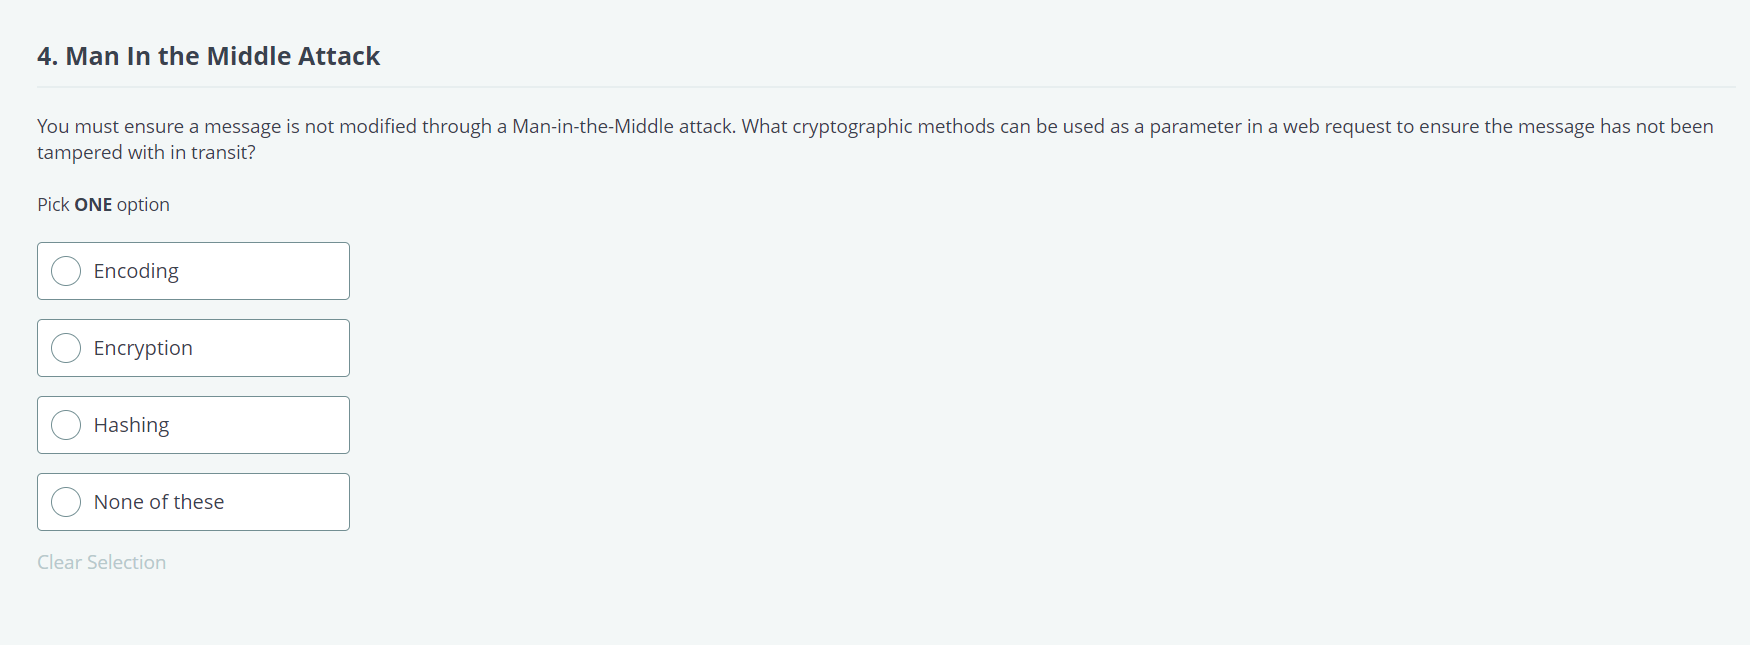 4. Man In the Middle Attack
You must ensure a message is not modified through a Man-in-the-Middle attack. What cryptographic methods can be used as a parameter in a web request to ensure the message has not been
tampered with in transit?
Pick ONE option
Encoding
Encryption
Hashing
None of these
Clear Selection